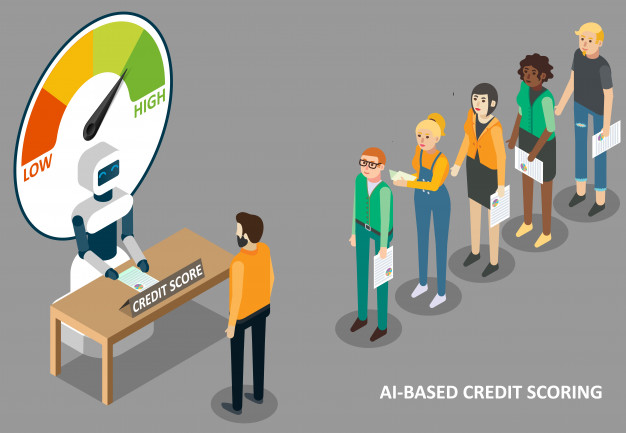 HIGH
LOW
CREDIT SCORE
AI-BASED CREDIT SCORING